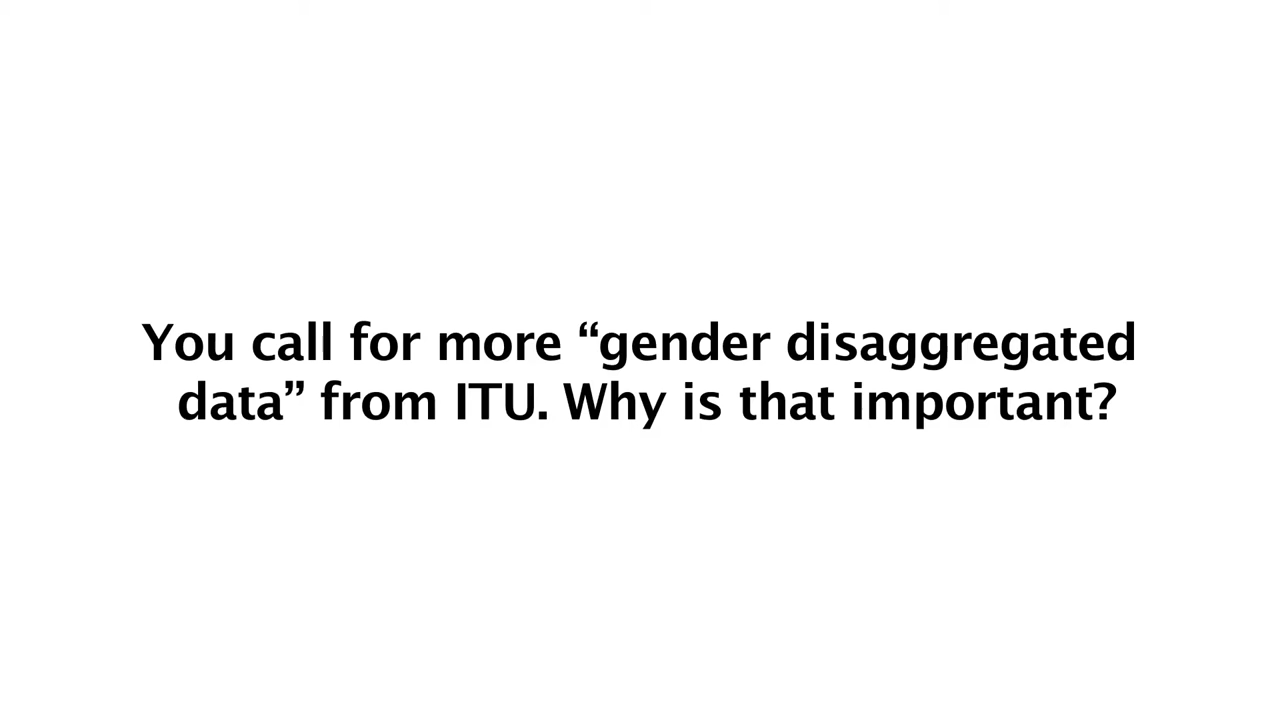 You call for more “gender disaggregated
data” from ITU. Why is that important?